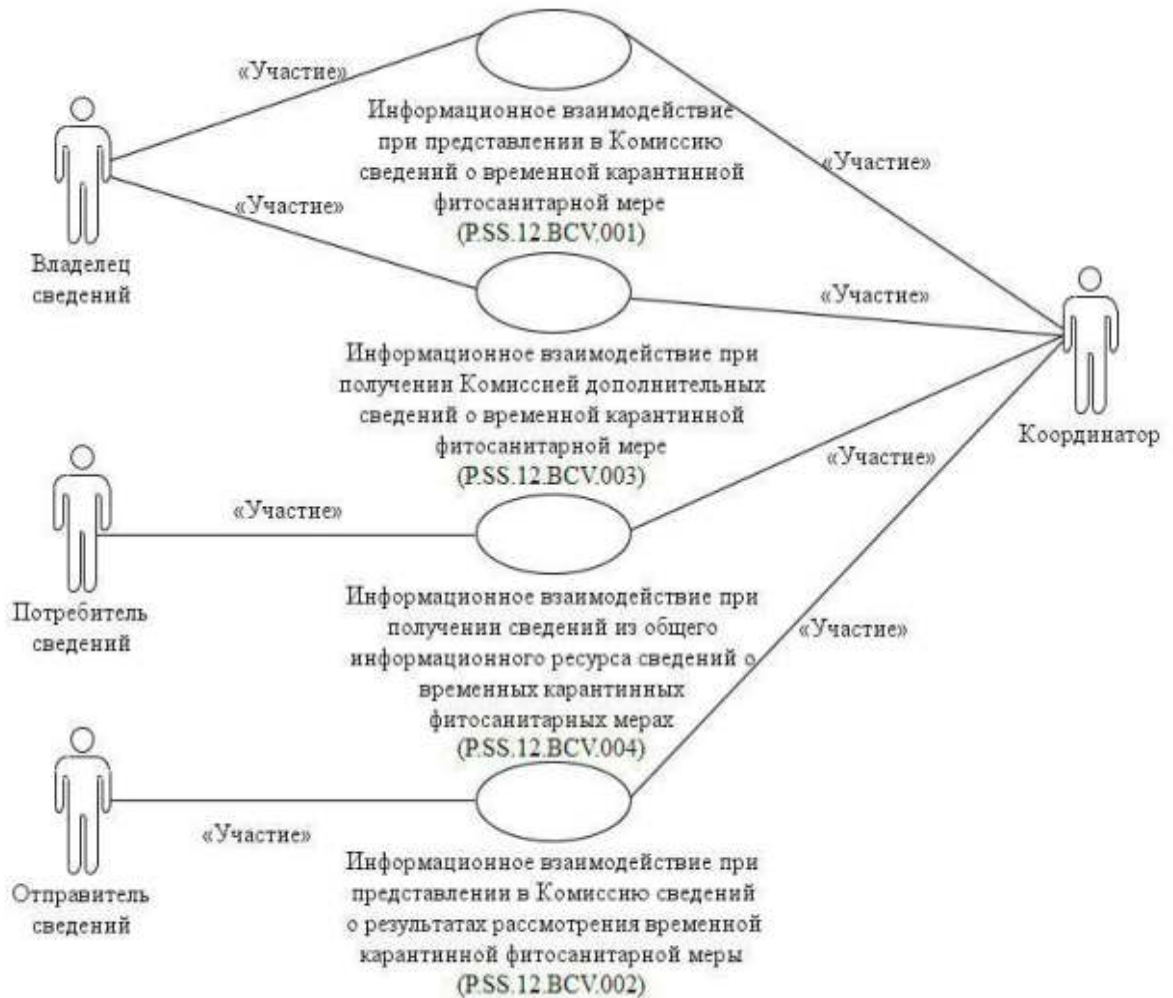 «Участие»
Информационное взаимодействие
при представлении в Комиссию
сведений о временной карантинной
фитосанитарной мере
(P.SS.12.BCV.001)
«Участие»
«Участие»
Владелец
сведений
«Участие»
Информационное взаимодействие при
получении Комиссией дополнительных
сведений о временной карантинной
фитосанитарной мере
(P.SS.12.BCV.003)
Координатор
«Участие»
«Участие»
Потребитель
сведений
Информационное взаимодействие при
получении сведений из общего
информационного ресурса сведений о
временных карантинных
фитосанитарных мерах
(P.SS.12.BCV.004)
«Участие»
«Участие»
Отправитель
сведений
Информационное взаимодействие при
представлении в Комиссию сведений
о результатах рассмотрения временной
карантинной фитосанитарной меры
(P.SS.12.BCV.002)